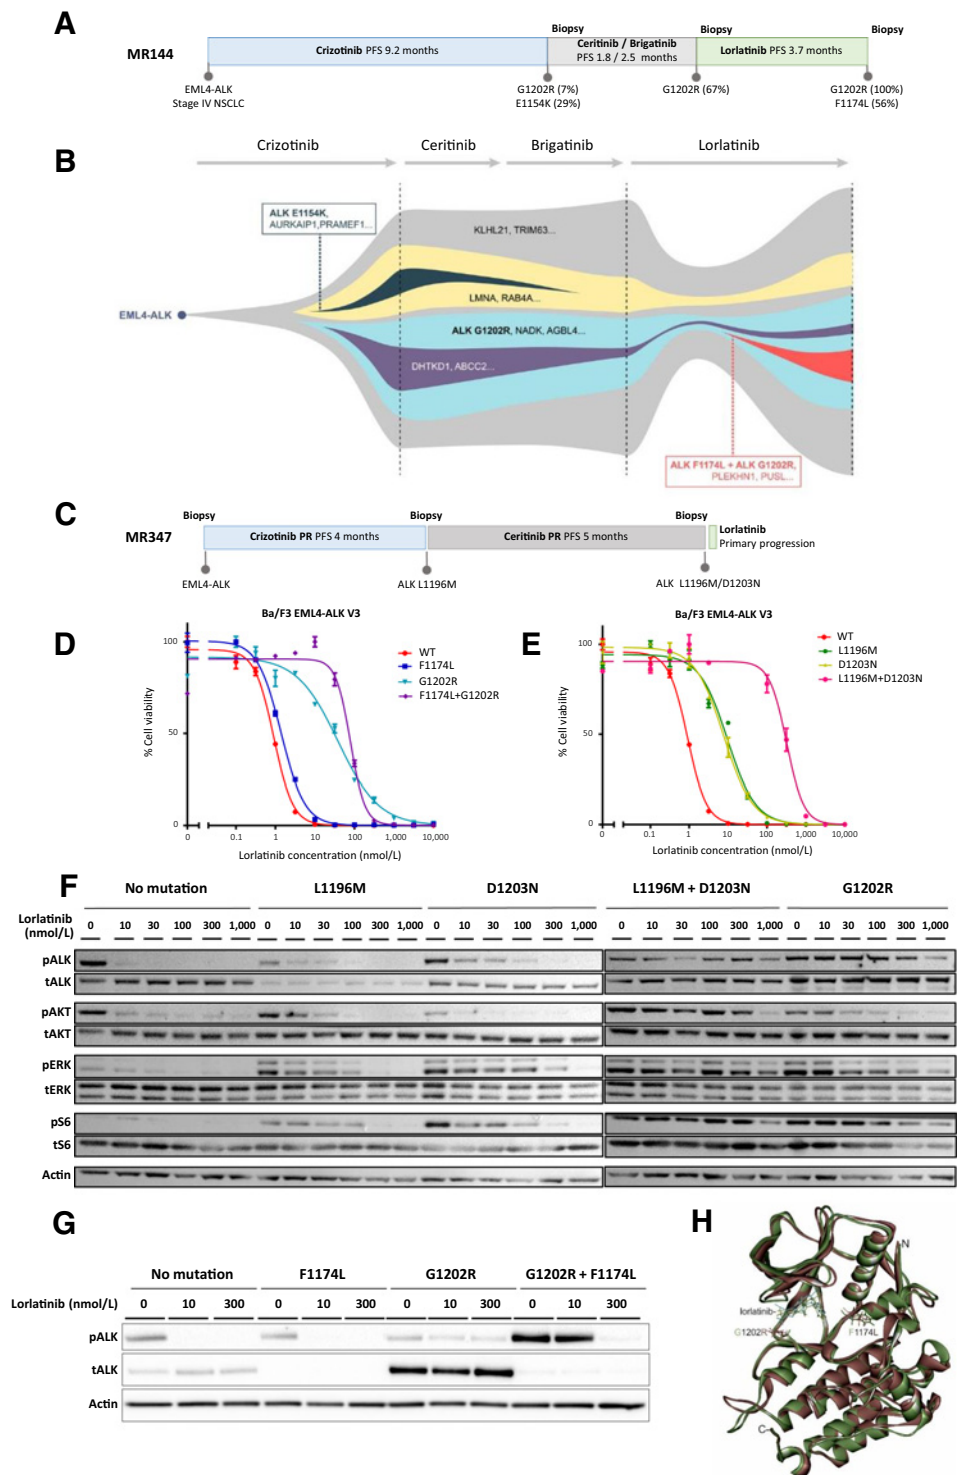 A
MR144
Biopsy
Biopsy
Biopsy
Crizotinib PFS 9.2 months
Ceritinib / Brigatinib
PFS 1.8 / 2.5 months
Lorlatinib PFS 3.7 months
EML4-ALK
Stage IV NSCLC
G1202R (7%)
E1154K (29%)
G1202R (67%)
G1202R (100%)
F1174L (56%)
B
Crizotinib
Ceritinib
Brigatinib
Lorlatinib
ALK E1154K,
AURKAIP1,PRAMEF1...
KLHL21, TRIM63...
LMNA, RAB4A...
EML4-ALK
ALK G1202R, NADK, AGBL4...
DHTKD1, ABCC2...
ALK F1174L + ALK G1202R,
PLEKHN1, PUSL...
C
MR347
Biopsy
Biopsy
Biopsy
Crizotinib PR PFS 4 months
Ceritinib PR PFS 5 months
Lorlatinib
Primary progression
EML4-ALK
ALK L1196M
ALK L1196M/D1203N
D
Ba/F3 EML4-ALK V3
% Cell viability
100
50
0
WT
F1174L
G1202R
F1174L+G1202R
0 0.1 1 10 100 1,000 10,000
Lorlatinib concentration (nmol/L)
E
Ba/F3 EML4-ALK V3
% Cell viability
100
50
0
WT
L1196M
D1203N
L1196M+D1203N
0 0.1 1 10 100 1,000 10,000
Lorlatinib concentration (nmol/L)
F
No mutation L1196M D1203N L1196M + D1203N G1202R
Lorlatinib
(nmol/L)
0 10 30 100 300 1,000 0 10 30 100 300 1,000 0 10 30 100 300 1,000 0 10 30 100 300 1,000 0 10 30 100 300 1,000
pALK
tALK
pAKT
tAKT
pERK
tERK
pS6
tS6
Actin
G
No mutation F1174L G1202R G1202R + F1174L
Lorlatinib (nmol/L) 0 10 300 0 10 300 0 10 300 0 10 300
pALK
tALK
Actin
H
N
lorlatinib
G1202R
F1174L
C